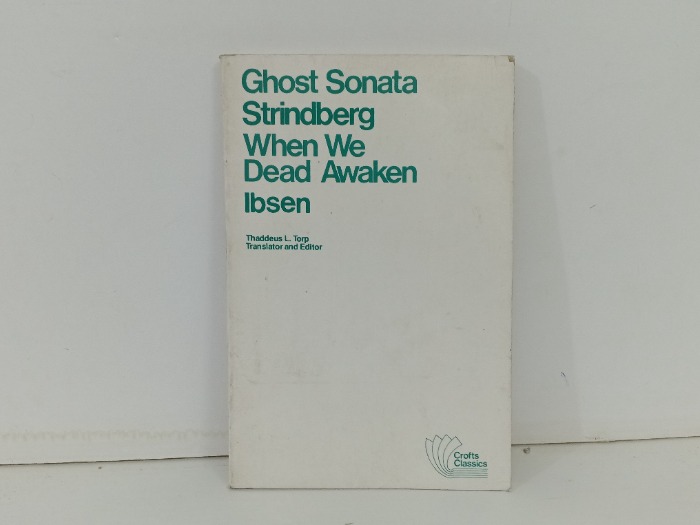 Ghost Sonata
Strindberg
When We
Dead Awaken
Ibsen
Thaddeus L. Torp
Translator and Editor
Crofts
Classics